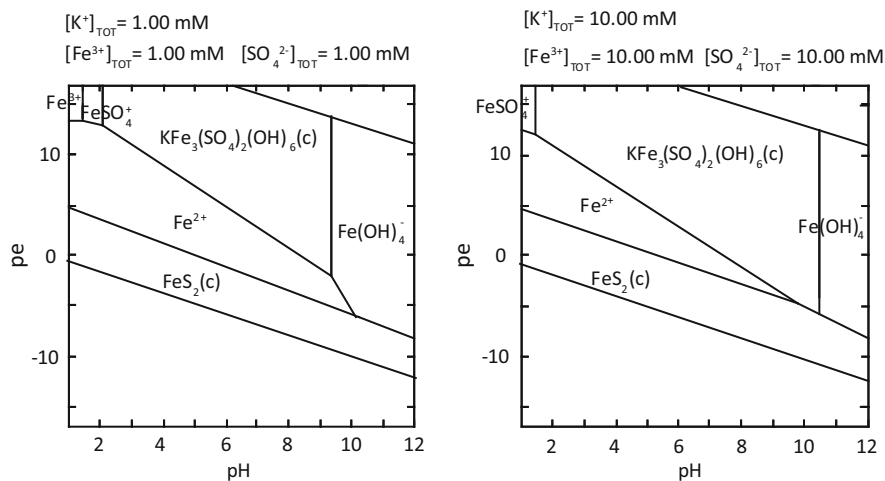 [K⁺]TOT= 1.00 mM
[Fe³⁺]TOT= 1.00 mM [SO₄²⁻]TOT= 1.00 mM
Fe³⁺
FeSO₄⁺
KFe₃(SO₄)₂(OH)₆(c)
Fe²⁺
Fe(OH)₄⁻
FeS₂(c)
10
0
-10
pe
2 4 6 8 10 12
pH
[K⁺]TOT= 10.00 mM
[Fe³⁺]TOT= 10.00 mM [SO₄²⁻]TOT= 10.00 mM
FeSO₄⁺
KFe₃(SO₄)₂(OH)₆(c)
Fe²⁺
Fe(OH)₄⁻
FeS₂(c)
10
0
-10
pe
2 4 6 8 10 12
pH